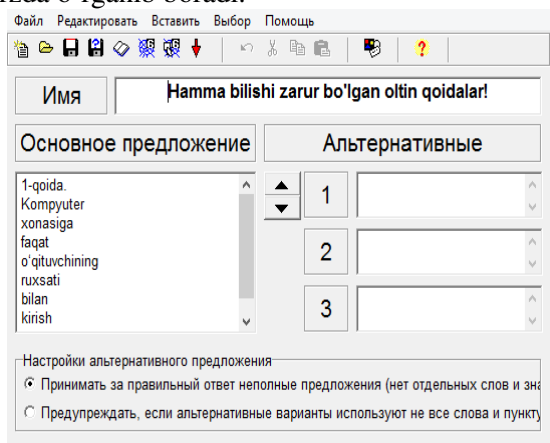 Файл Редактировать Вставить Выбор Помощь
Имя
Hamma bilishi zarur bo'lgan oltin qoidalar!
Основное предложение
Альтернативные
1-qoida.
Kompyuter
xonasiga
faqat
o'qituvchining
ruxsati
bilan
kirish
1
2
3
Настройки альтернативного предложения
Принимать за правильный ответ неполные предложения (нет отдельных слов и зна
Предупреждать, если альтернативные варианты используют не все слова и пункту